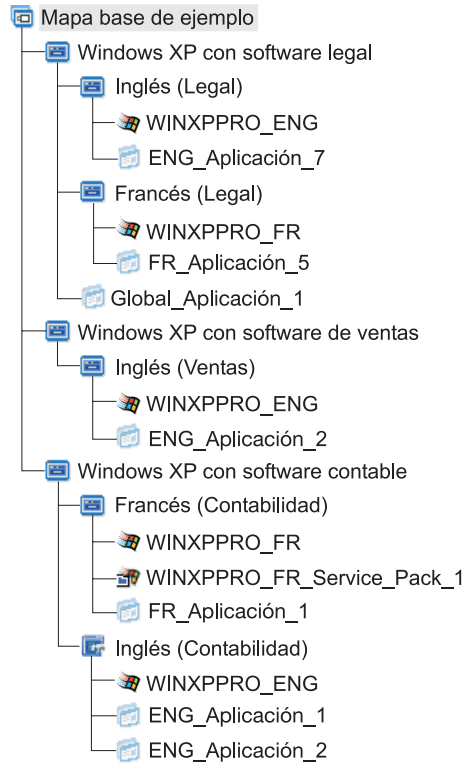 Mapa base de ejemplo
Windows XP con software legal
Inglés (Legal)
WINXPPRO_ENG
ENG_Aplicación_7
Francés (Legal)
WINXPPRO_FR
FR_Aplicación_5
Global_Aplicación_1
Windows XP con software de ventas
Inglés (Ventas)
WINXPPRO_ENG
ENG_Aplicación_2
Windows XP con software contable
Francés (Contabilidad)
WINXPPRO_FR
WINXPPRO_FR_Service_Pack_1
FR_Aplicación_1
Inglés (Contabilidad)
WINXPPRO_ENG
ENG_Aplicación_1
ENG_Aplicación_2